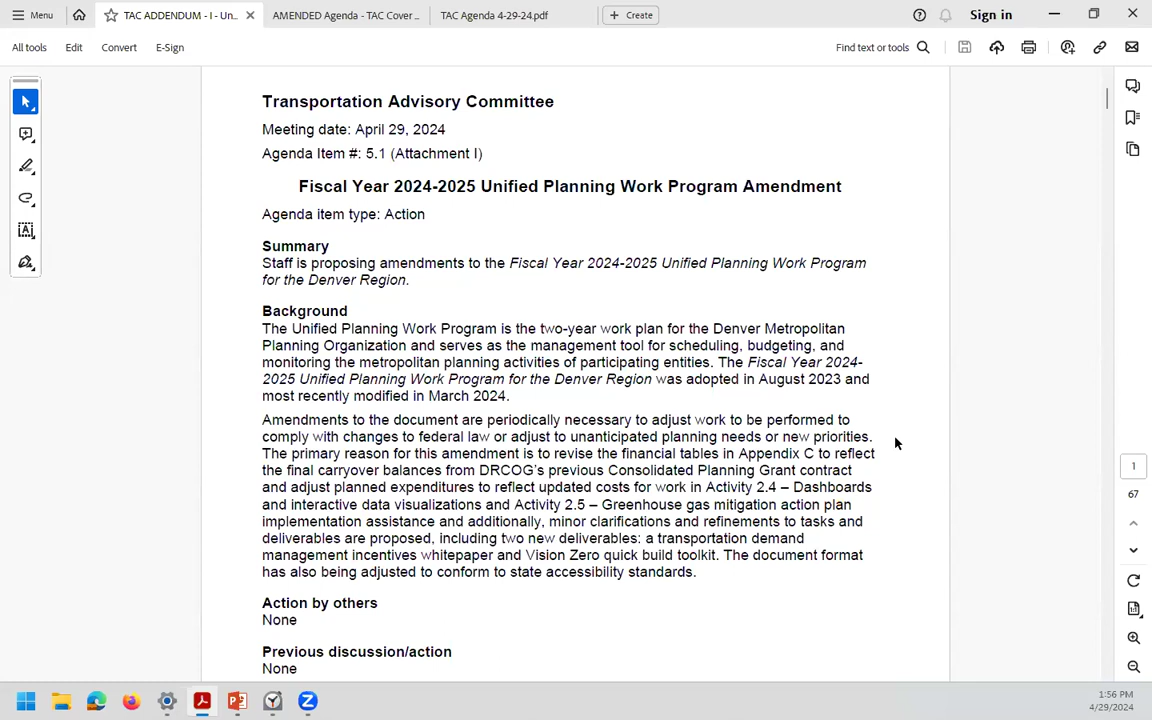 Menu
TAC ADDENDUM - I - Un...
AMENDED Agenda - TAC Cover ...
TAC Agenda 4-29-24.pdf
Create
Sign in
All tools
Edit
Convert
E-Sign
Find text or tools
Transportation Advisory Committee
Meeting date: April 29, 2024
Agenda Item #: 5.1 (Attachment I)
Fiscal Year 2024-2025 Unified Planning Work Program Amendment
Agenda item type: Action
Summary
Staff is proposing amendments to the Fiscal Year 2024-2025 Unified Planning Work Program
for the Denver Region.
Background
The Unified Planning Work Program is the two-year work plan for the Denver Metropolitan
Planning Organization and serves as the management tool for scheduling, budgeting, and
monitoring the metropolitan planning activities of participating entities. The Fiscal Year 2024-
2025 Unified Planning Work Program for the Denver Region was adopted in August 2023 and
most recently modified in March 2024.
Amendments to the document are periodically necessary to adjust work to be performed to
comply with changes to federal law or adjust to unanticipated planning needs or new priorities.
The primary reason for this amendment is to revise the financial tables in Appendix C to reflect
the final carryover balances from DRCOG's previous Consolidated Planning Grant contract
and adjust planned expenditures to reflect updated costs for work in Activity 2.4 – Dashboards
and interactive data visualizations and Activity 2.5 – Greenhouse gas mitigation action plan
implementation assistance and additionally, minor clarifications and refinements to tasks and
deliverables are proposed, including two new deliverables: a transportation demand
management incentives whitepaper and Vision Zero quick build toolkit. The document format
has also being adjusted to conform to state accessibility standards.
Action by others
None
Previous discussion/action
None
1
67
1:56 PM
4/29/2024